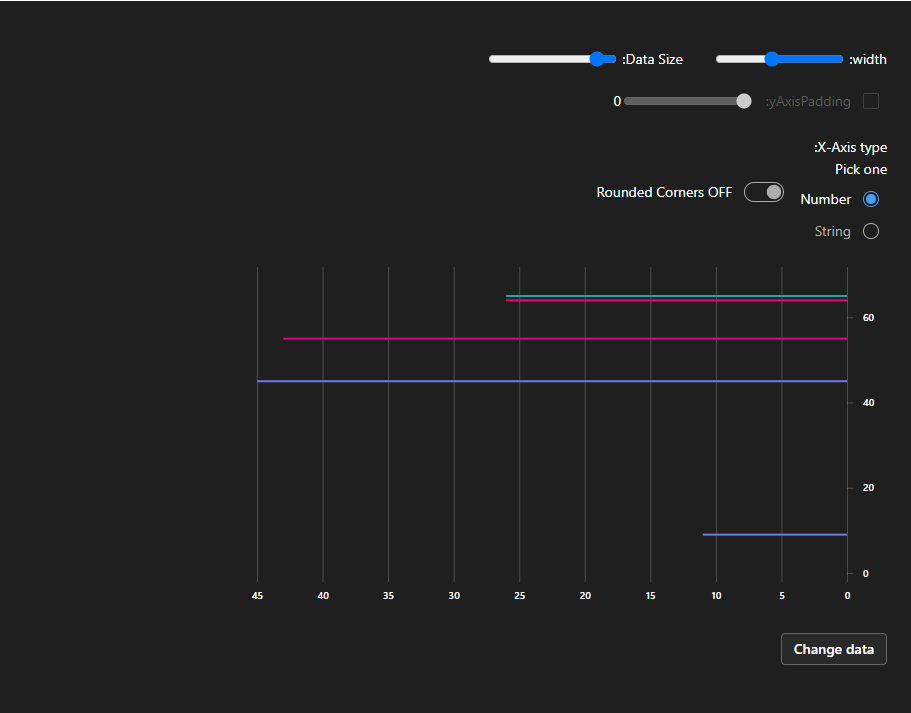 :width
:Data Size
:yAxisPadding
0
:X-Axis type
Pick one
Number
Rounded Corners OFF
String
60
40
20
0
45 40 35 30 25 20 15 10 5 0
Change data